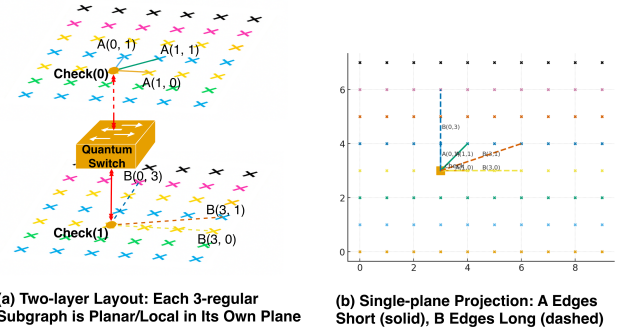 A(0, 1)
A(1, 1)
Check(0)
A(1, 0)
Quantum
Switch
B(0, 3)
B(3, 1)
Check(1)
B(3, 0)
(a) Two-layer Layout: Each 3-regular
Subgraph is Planar/Local in Its Own Plane
6
4
2
0
0 2 4 6 8
B(0,3)
B(3,1)
B(3,0)
(b) Single-plane Projection: A Edges
Short (solid), B Edges Long (dashed)